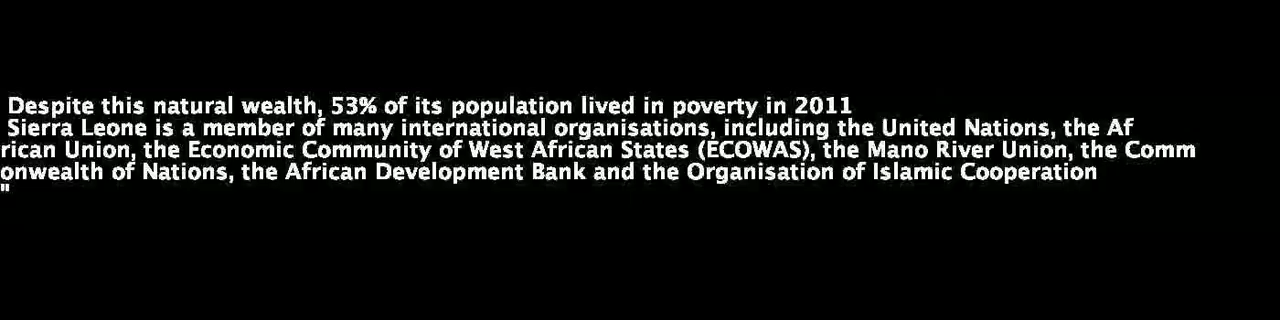 Despite this natural wealth, 53% of its population lived in poverty in 2011
Sierra Leone is a member of many international organisations, including the United Nations, the Af
rican Union, the Economic Community of West African States (ECOWAS), the Mano River Union, the Comm
onwealth of Nations, the African Development Bank and the Organisation of Islamic Cooperation
"